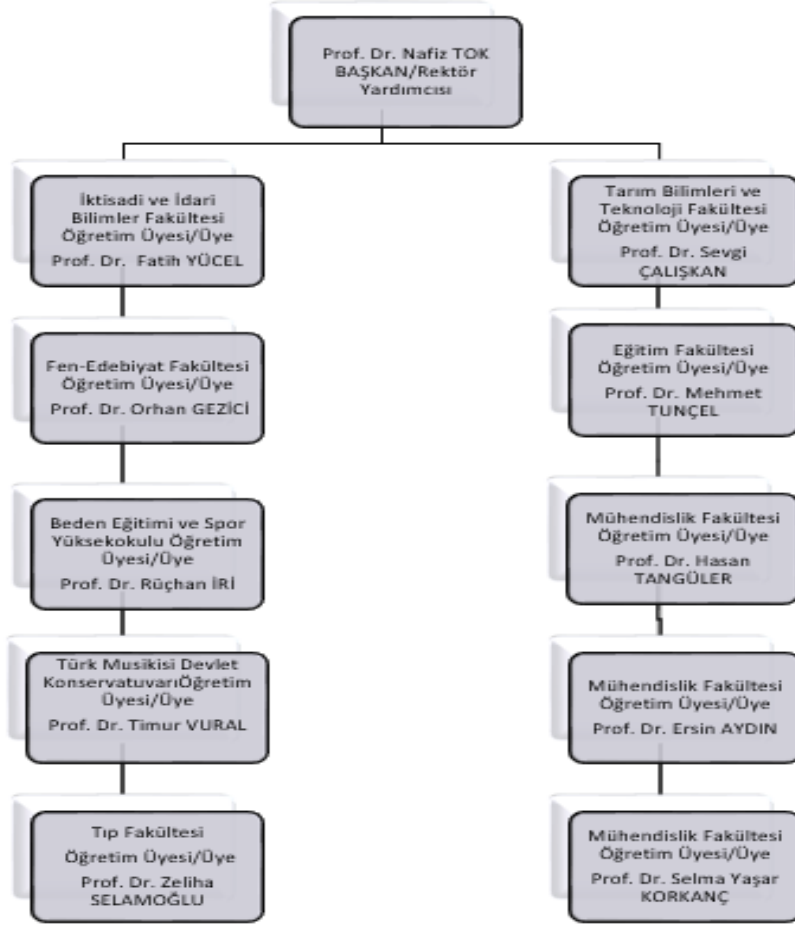 Prof. Dr. Nafiz TOK
BAŞKAN/Rektör
Yardımcısı
İktisadi ve İdari
Bilimler Fakültesi
Öğretim Üyesi/Üye
Prof. Dr. Fatih YÜCEL
Fen-Edebiyat Fakültesi
Öğretim Üyesi/Üye
Prof. Dr. Orhan GEZİCİ
Beden Eğitimi ve Spor
Yüksekokulu Öğretim
Üyesi/Üye
Prof. Dr. Rüçhan İRİ
Türk Musikisi Devlet
KonservatuvarıÖğretim
Üyesi/Üye
Prof. Dr. Timur VURAL
Tıp Fakültesi
Öğretim Üyesi/Üye
Prof. Dr. Zeliha
SELAMOĞLU
Tarım Bilimleri ve
Teknoloji Fakültesi
Öğretim Üyesi/Üye
Prof. Dr. Sevgi
ÇALIŞKAN
Eğitim Fakültesi
Öğretim Üyesi/Üye
Prof. Dr. Mehmet
TUNÇEL
Mühendislik Fakültesi
Öğretim Üyesi/Üye
Prof. Dr. Hasan
TANGÜLER
Mühendislik Fakültesi
Öğretim Üyesi/Üye
Prof. Dr. Ersin AYDIN
Mühendislik Fakültesi
Öğretim Üyesi/Üye
Prof. Dr. Selma Yaşar
KORKANÇ